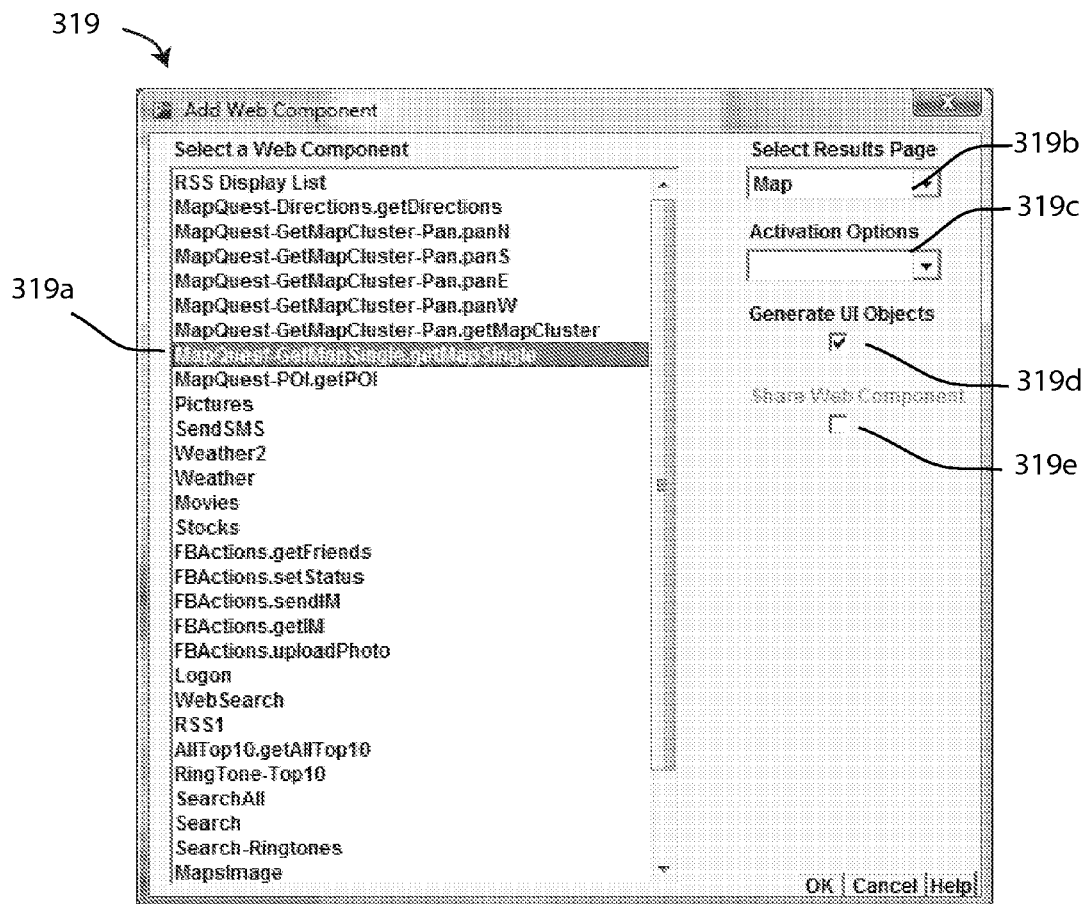 319
Add Web Component
Select a Web Component
RSS Display List
MapQuest-Directions.getDirections
MapQuest-GetMapCluster-Pan.panN
MapQuest-GetMapCluster-Pan.panS
MapQuest-GetMapCluster-Pan.panE
MapQuest-GetMapCluster-Pan.panW
MapQuest-GetMapCluster-Pan.getMapCluster
319a
MapQuest-GetMapSingle.getMapSingle
MapQuest-POI.getPOI
Pictures
SendSMS
Weather2
Weather
Movies
Stocks
FBActions.getFriends
FBActions.setStatus
FBActions.sendIM
FBActions.getIM
FBActions.uploadPhoto
Logon
WebSearch
RSS1
AllTop10.getAllTop10
RingTone-Top10
SearchAll
Search
Search-Ringtones
MapsImage
Select Results Page
319b
Map
319c
Activation Options
Generate UI Objects
319d
Share Web Component
319e
OK Cancel Help